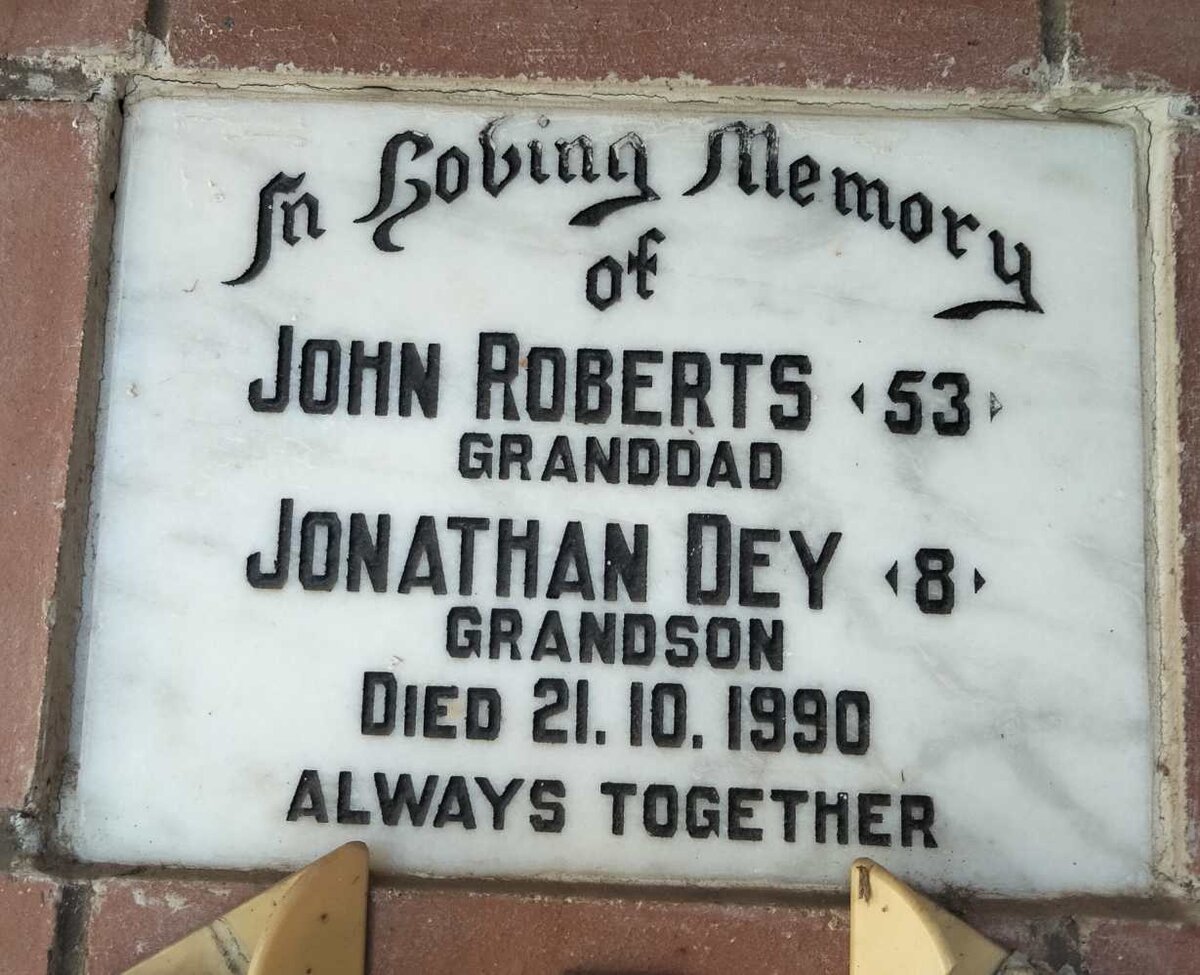 In Loving Memory
of
JOHN ROBERTS ‹53›
GRANDDAD
JONATHAN DEY ‹8›
GRANDSON
DIED 21.10.1990
ALWAYS TOGETHER